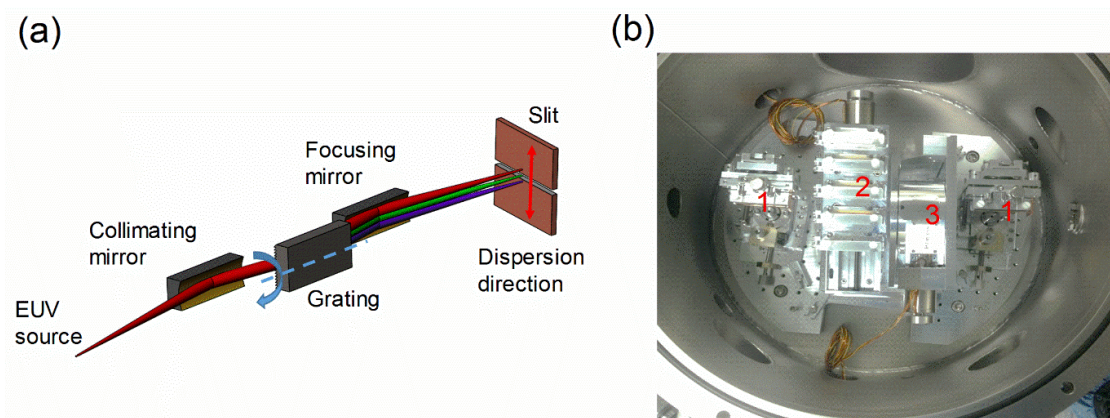 (a)
Slit
Focusing
mirror
Collimating
mirror
Dispersion
direction
Grating
EUV
source
(b)
1
2
3
1